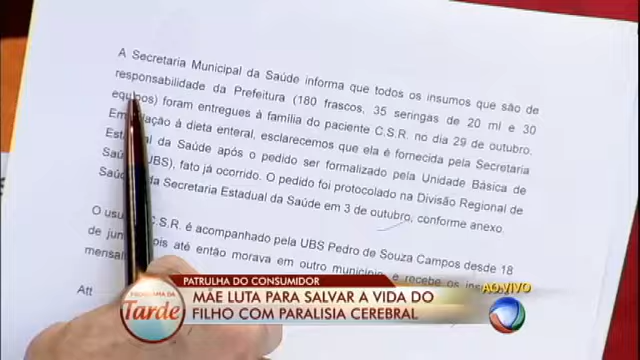 A Secretaria Municipal da Saúde informa que todos os insumos que são de
responsabilidade da Prefeitura (180 frascos, 35 seringas de 20 ml e 30
equipos) foram entregues à família do paciente C.S.R. no dia 29 de outubro.
Em relação à dieta enteral, esclarecemos que ela é fornecida pela Secretaria
Estadual da Saúde após o pedido ser formalizado pela Unidade Básica de
Saúde (UBS), fato já ocorrido. O pedido foi protocolado na Divisão Regional de
Saúde da Secretaria Estadual da Saúde em 3 de outubro, conforme anexo.
O C.S.R. é acompanhado pela UBS Pedro de Souza Campos desde 18
de até então morava em outro município e recebe os
Att
PATRULHA DO CONSUMIDOR
AO VIVO
PROGRAMA DA
Tarde
MÃE LUTA PARA SALVAR A VIDA DO
FILHO COM PARALISIA CEREBRAL